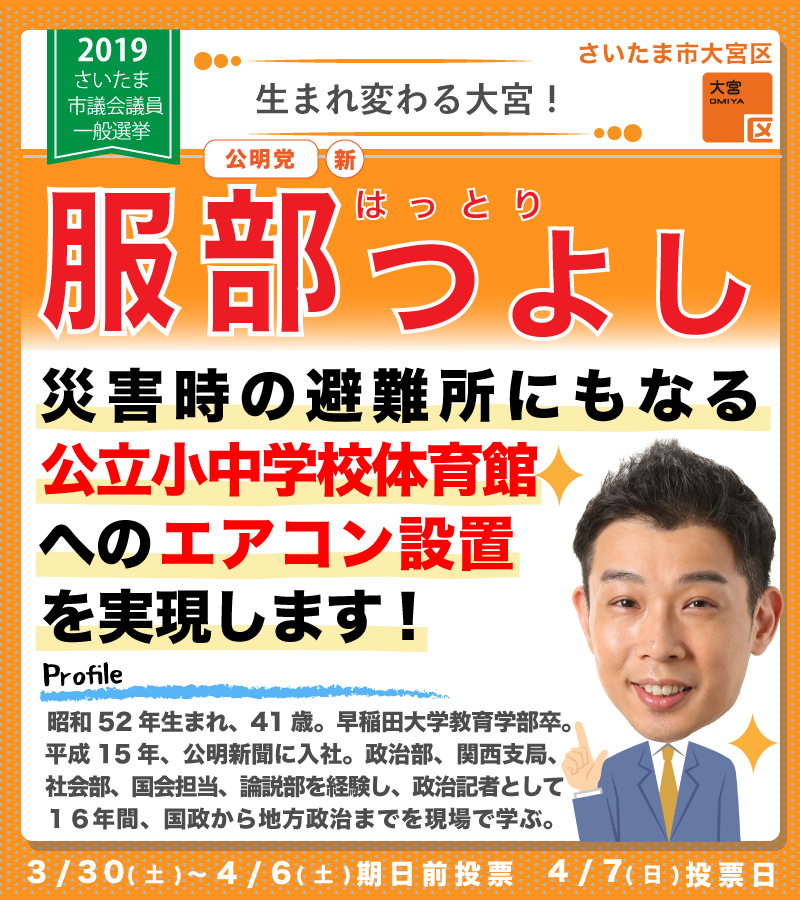 2019
さいたま
市議会議員
一般選挙
さいたま市大宮区
生まれ変わる大宮！
大宮
OMIYA
区
公明党 新
はっとり
服部つよし
災害時の避難所にもなる
公立小中学校体育館
へのエアコン設置
を実現します！
Profile
昭和52年生まれ、41歳。早稲田大学教育学部卒。
平成15年、公明新聞に入社。政治部、関西支局、
社会部、国会担当、論説部を経験し、政治記者として
１６年間、国政から地方政治までを現場で学ぶ。
3/30(土)～4/6(土)期日前投票 4/7(日)投票日